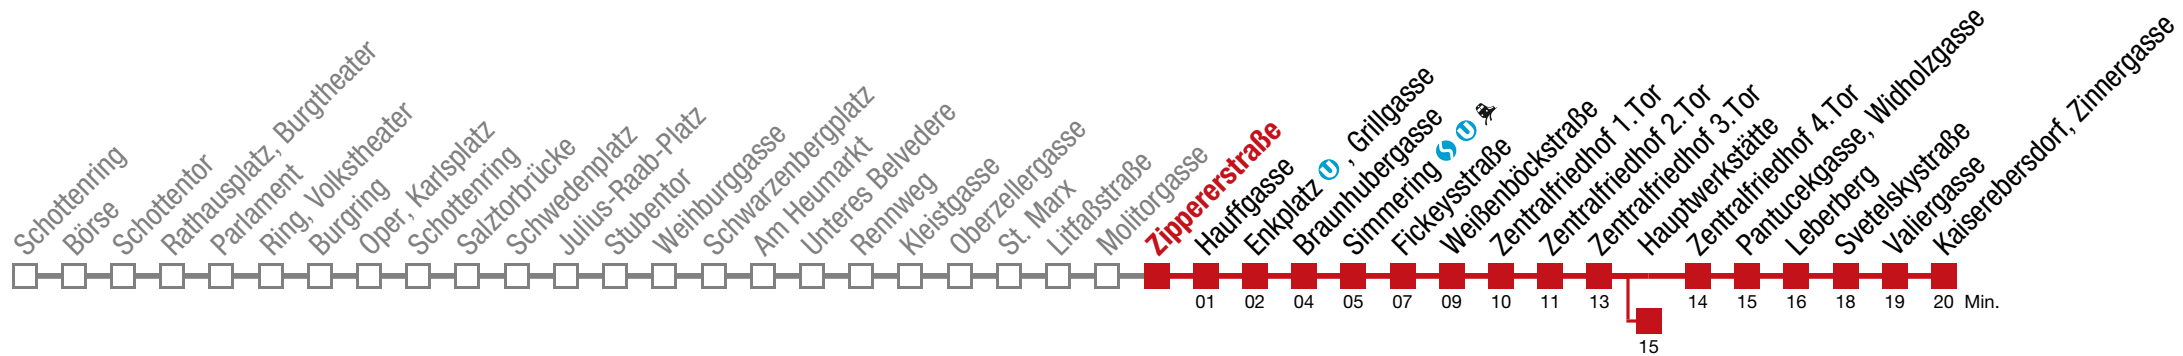 Schottenring
Börse
Schottentor
Rathausplatz, Burgtheater
Parlament
Ring, Volkstheater
Burgring
Oper, Karlsplatz
Schottenring
Salztorbrücke
Schwedenplatz
Julius-Raab-Platz
Stubentor
Weihburggasse
Schwarzenbergplatz
Am Heumarkt
Unteres Belvedere
Rennweg
Kleistgasse
Oberzellergasse
St. Marx
Litfaßstraße
Molitorgasse
Zippererstraße
Hauffgasse
Enkplatz U , Grillgasse
Braunhubergasse
Simmering S U
Fickeysstraße
Weißenböckstraße
Zentralfriedhof 1.Tor
Zentralfriedhof 2.Tor
Zentralfriedhof 3.Tor
Hauptwerkstätte
Zentralfriedhof 4.Tor
Pantucekgasse, Widholzgasse
Leberberg
Svetelskystraße
Valiergasse
Kaiserebersdorf, Zinnergasse
01 02 04 05 07 09 10 11 13 14 15 16 18 19 20 Min.
15